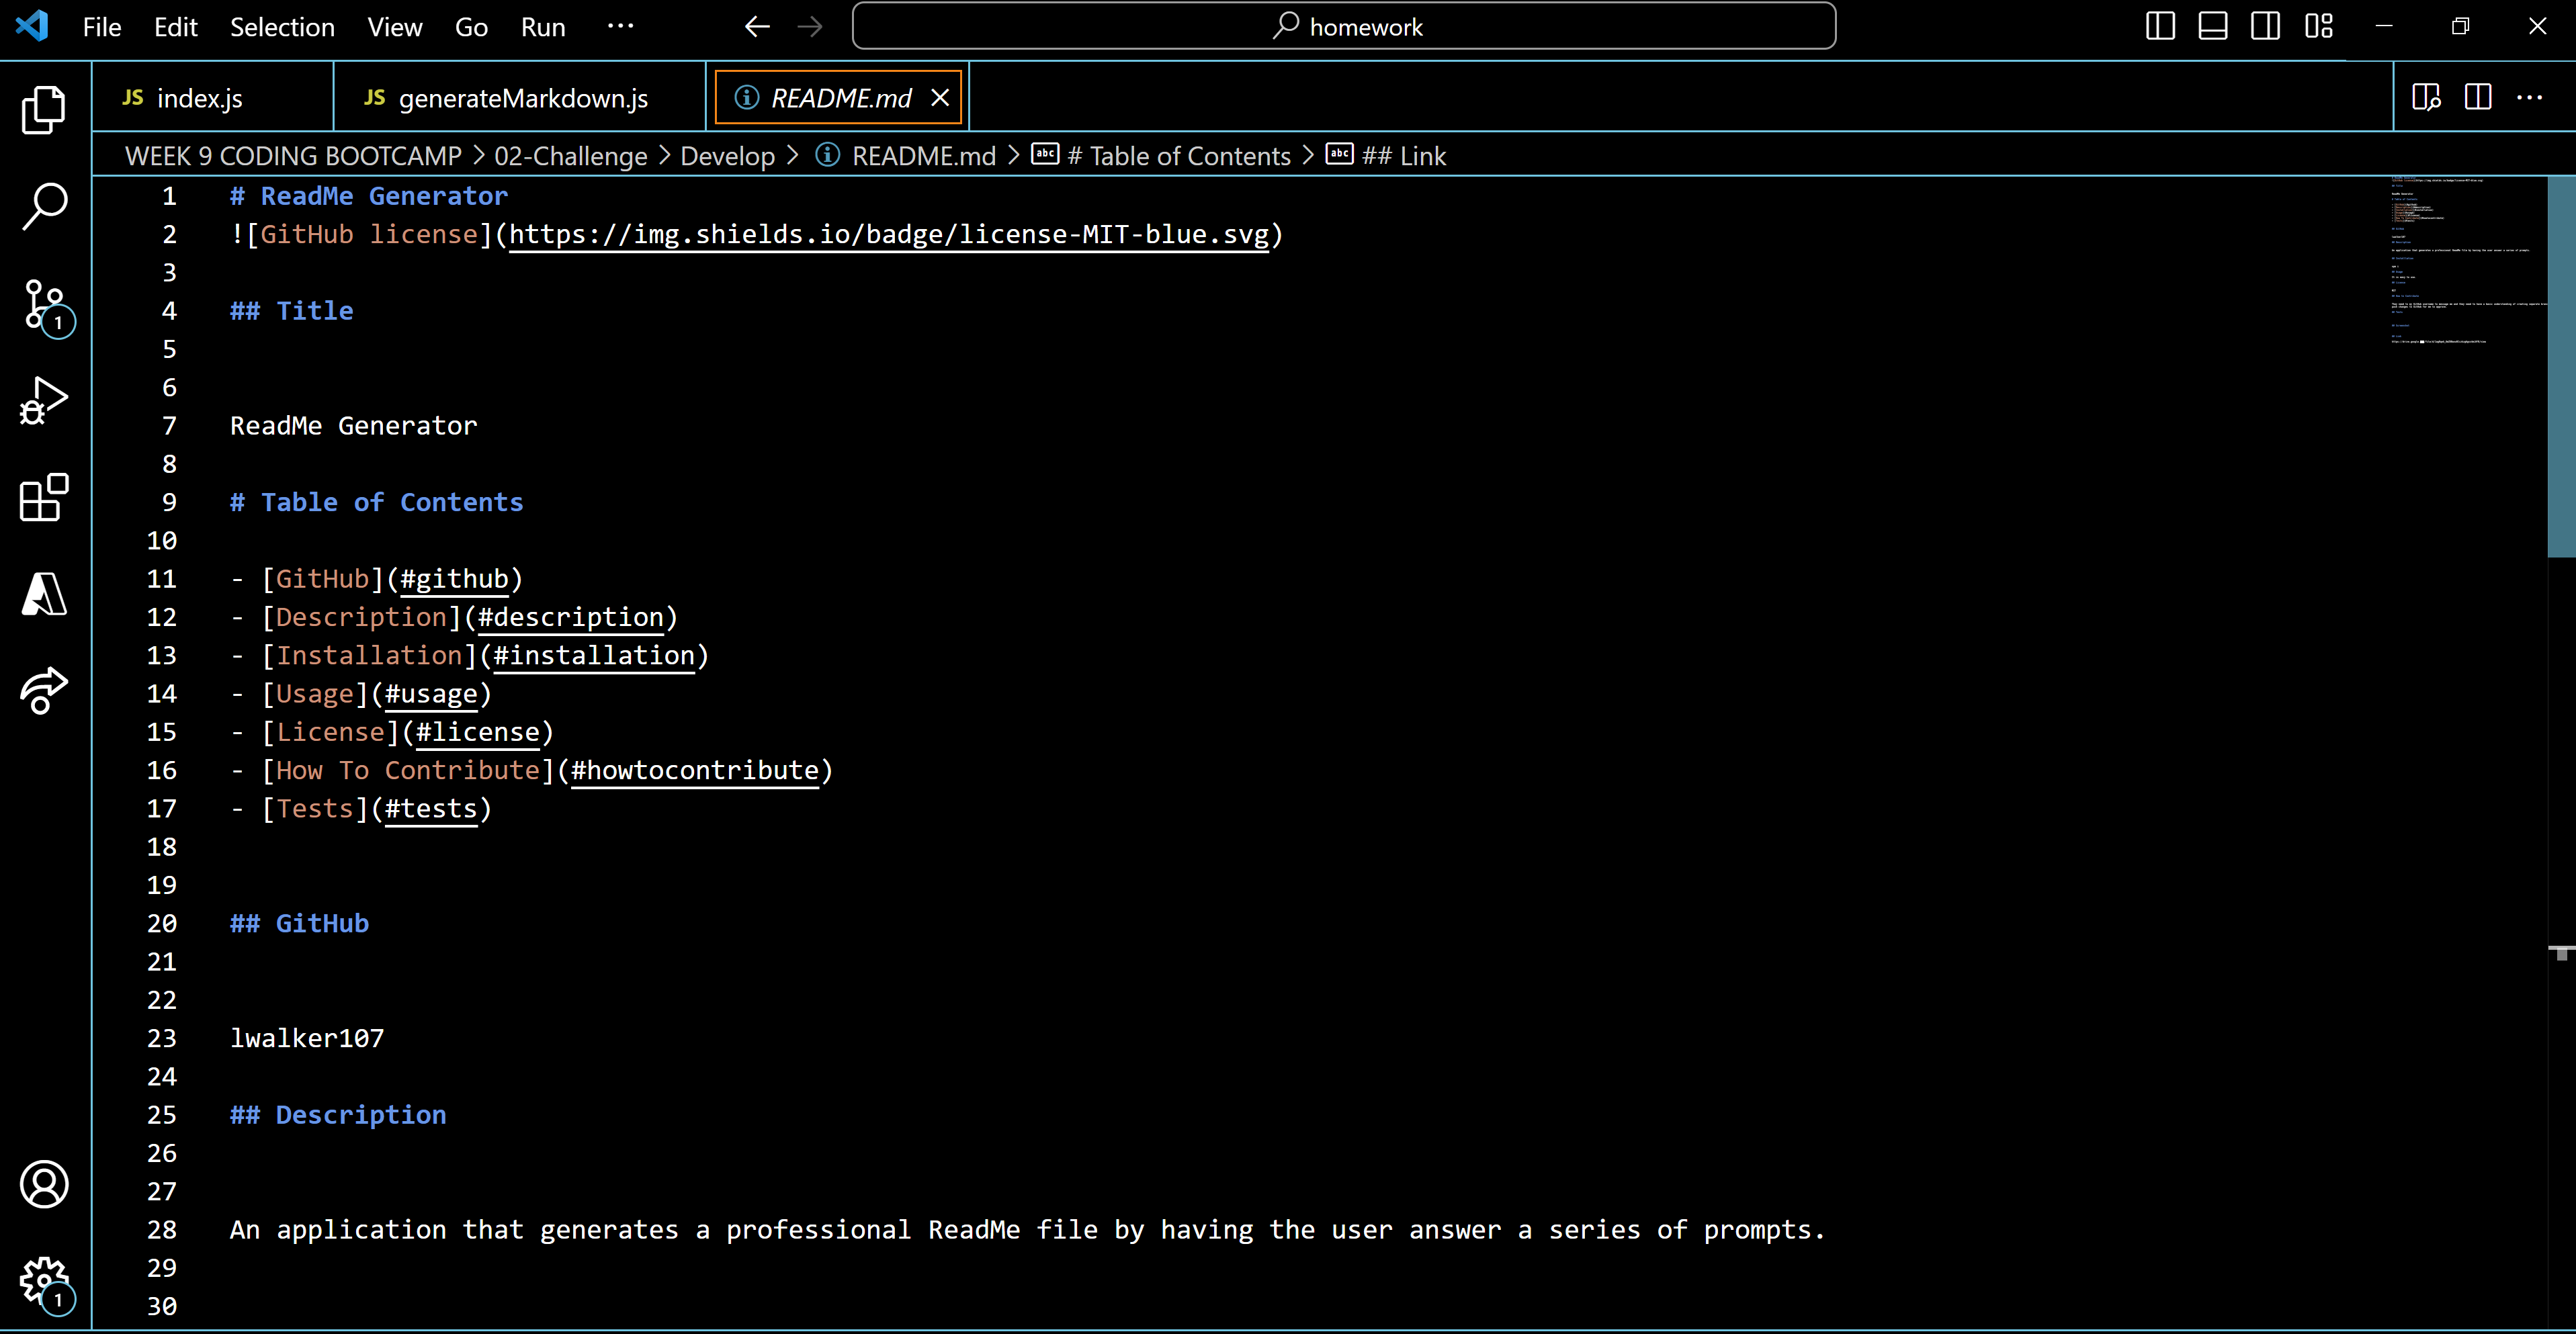 File Edit Selection View Go Run ··· homework
JS index.js JS generateMarkdown.js README.md
WEEK 9 CODING BOOTCAMP > 02-Challenge > Develop > README.md > # Table of Contents > ## Link
1 # ReadMe Generator
2 ![GitHub license](https://img.shields.io/badge/license-MIT-blue.svg)
3
4 ## Title
5
6
7 ReadMe Generator
8
9 # Table of Contents
10
11 - [GitHub](#github)
12 - [Description](#description)
13 - [Installation](#installation)
14 - [Usage](#usage)
15 - [License](#license)
16 - [How To Contribute](#howtocontribute)
17 - [Tests](#tests)
18
19
20 ## GitHub
21
22
23 lwalker107
24
25 ## Description
26
27
28 An application that generates a professional ReadMe file by having the user answer a series of prompts.
29
30
1
1